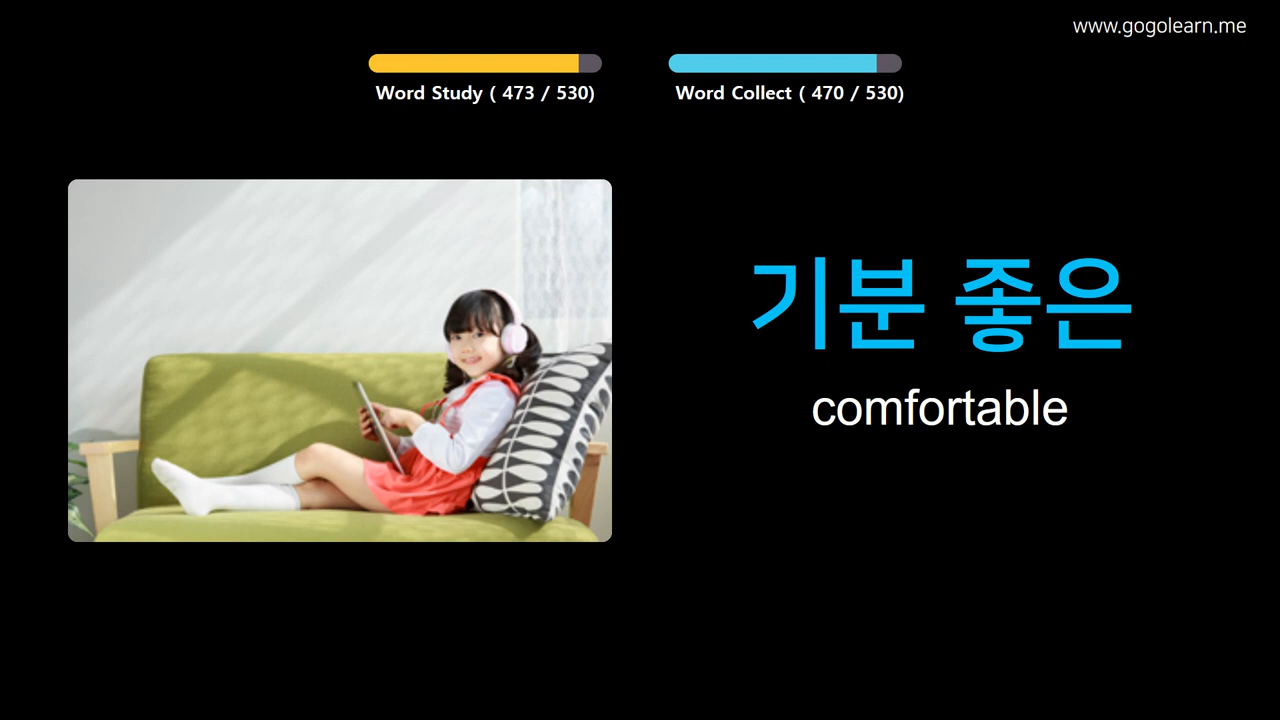 www.gogolearn.me
Word Study ( 473 / 530)
Word Collect ( 470 / 530)
기분 좋은
comfortable